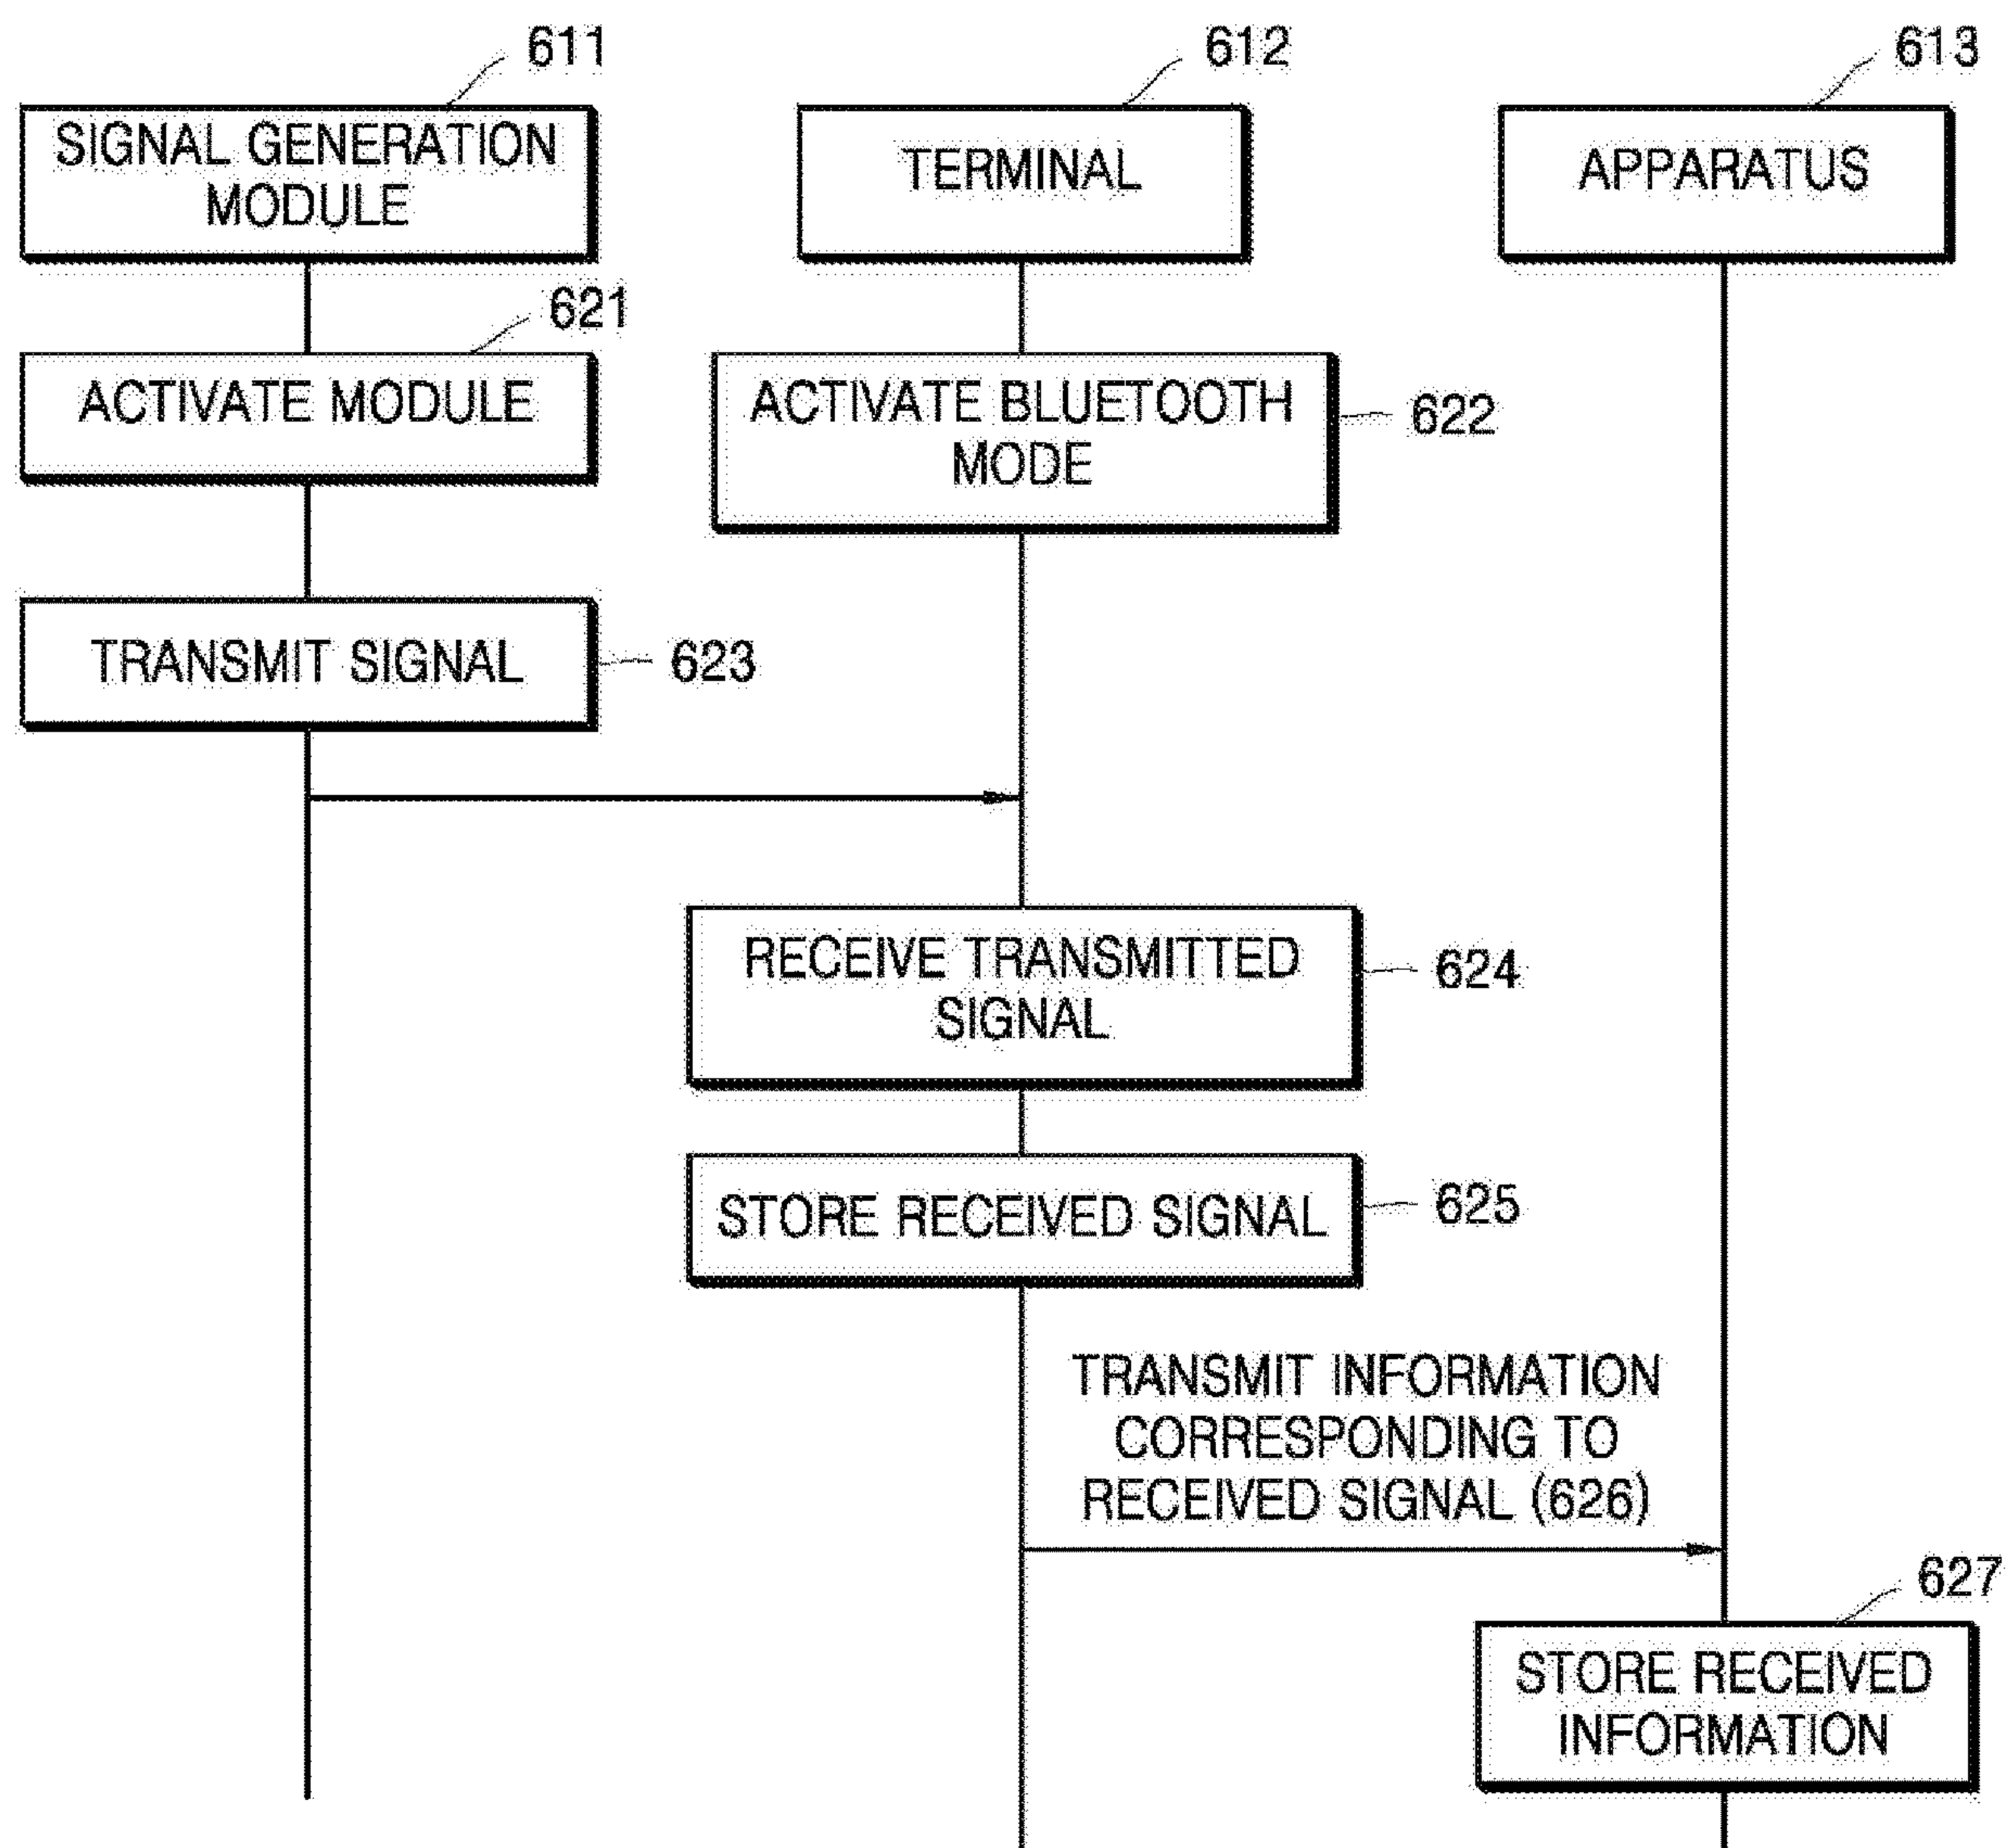 611
612
613
SIGNAL GENERATION
MODULE
TERMINAL
APPARATUS
621
ACTIVATE MODULE
ACTIVATE BLUETOOTH
MODE
622
TRANSMIT SIGNAL
623
RECEIVE TRANSMITTED
SIGNAL
624
STORE RECEIVED SIGNAL
625
TRANSMIT INFORMATION
CORRESPONDING TO
RECEIVED SIGNAL (626)
627
STORE RECEIVED
INFORMATION